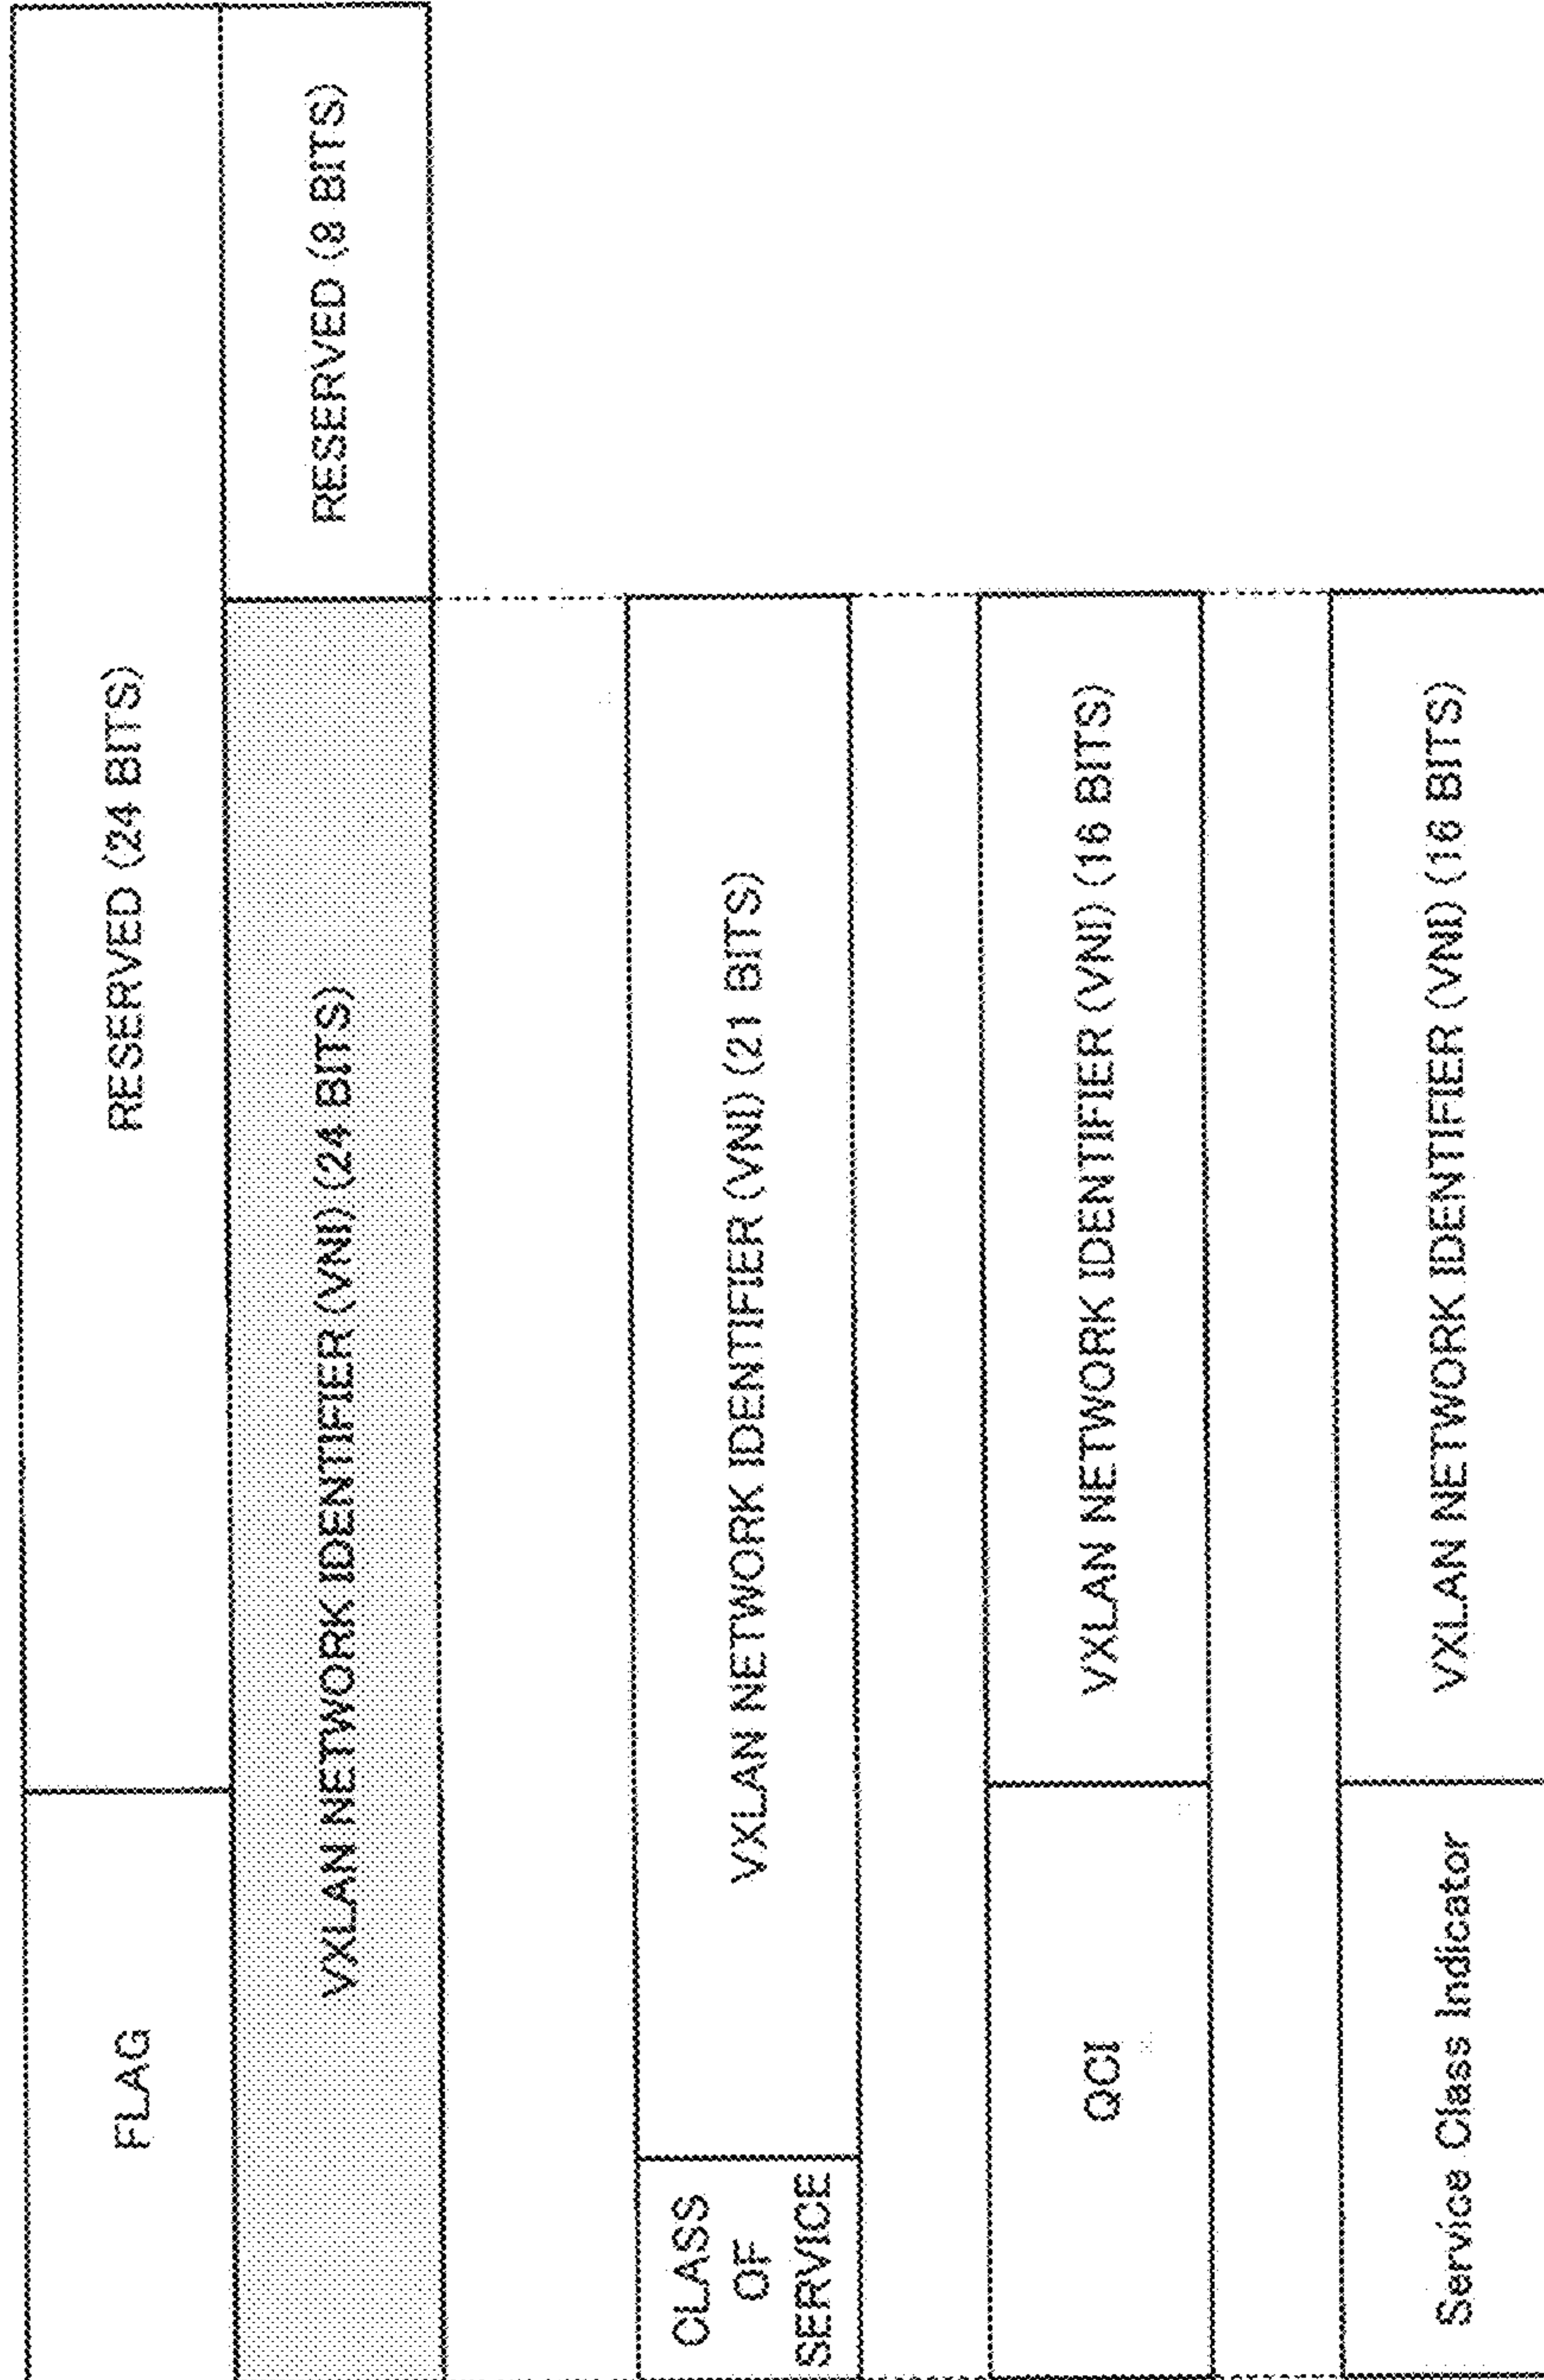 FLAG
RESERVED (24 BITS)
VXLAN NETWORK IDENTIFIER (VNI) (24 BITS)
RESERVED (8 BITS)
CLASS
OF
SERVICE
VXLAN NETWORK IDENTIFIER (VNI) (21 BITS)
QCI
VXLAN NETWORK IDENTIFIER (VNI) (16 BITS)
Service Class Indicator
VXLAN NETWORK IDENTIFIER (VNI) (16 BITS)